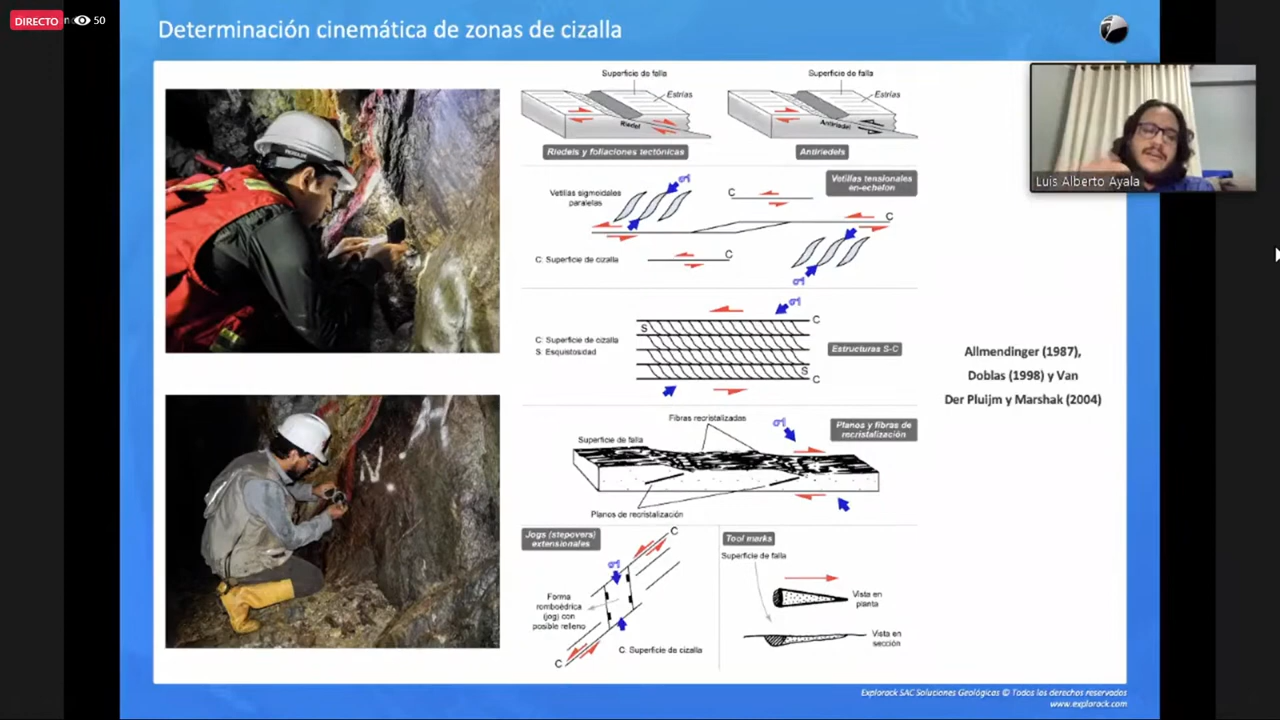 DIRECTO
50
Determinación cinemática de zonas de cizalla
Luis Alberto Ayala
Superficie de falla
Estrías
Riedel
Riedels y foliaciones tectónicas
Superficie de falla
Estrías
Antiriedel
Antiriedels
Vetillas sigmoidales
paralelas
σ1
C
Vetillas tensionales
en-echelon
C
C: Superficie de cizalla
C
σ1
σ1
C
S
C: Superficie de cizalla
S: Esquistosidad
Estructuras S-C
S
C
Allmendinger (1987),
Doblas (1998) y Van
Der Pluijm y Marshak (2004)
Fibras recristalizadas
σ1
Planos y fibras de
recristalización
Superficie de falla
Planos de recristalización
N
Jogs (stepovers)
extensionales
C
σ1
Forma
romboédrica
(jog) con
posible relleno
C: Superficie de cizalla
C
Tool marks
Superficie de falla
Vista en
planta
Vista en
sección
Explorack SAC Soluciones Geológicas © Todos los derechos reservados
www.explorack.com